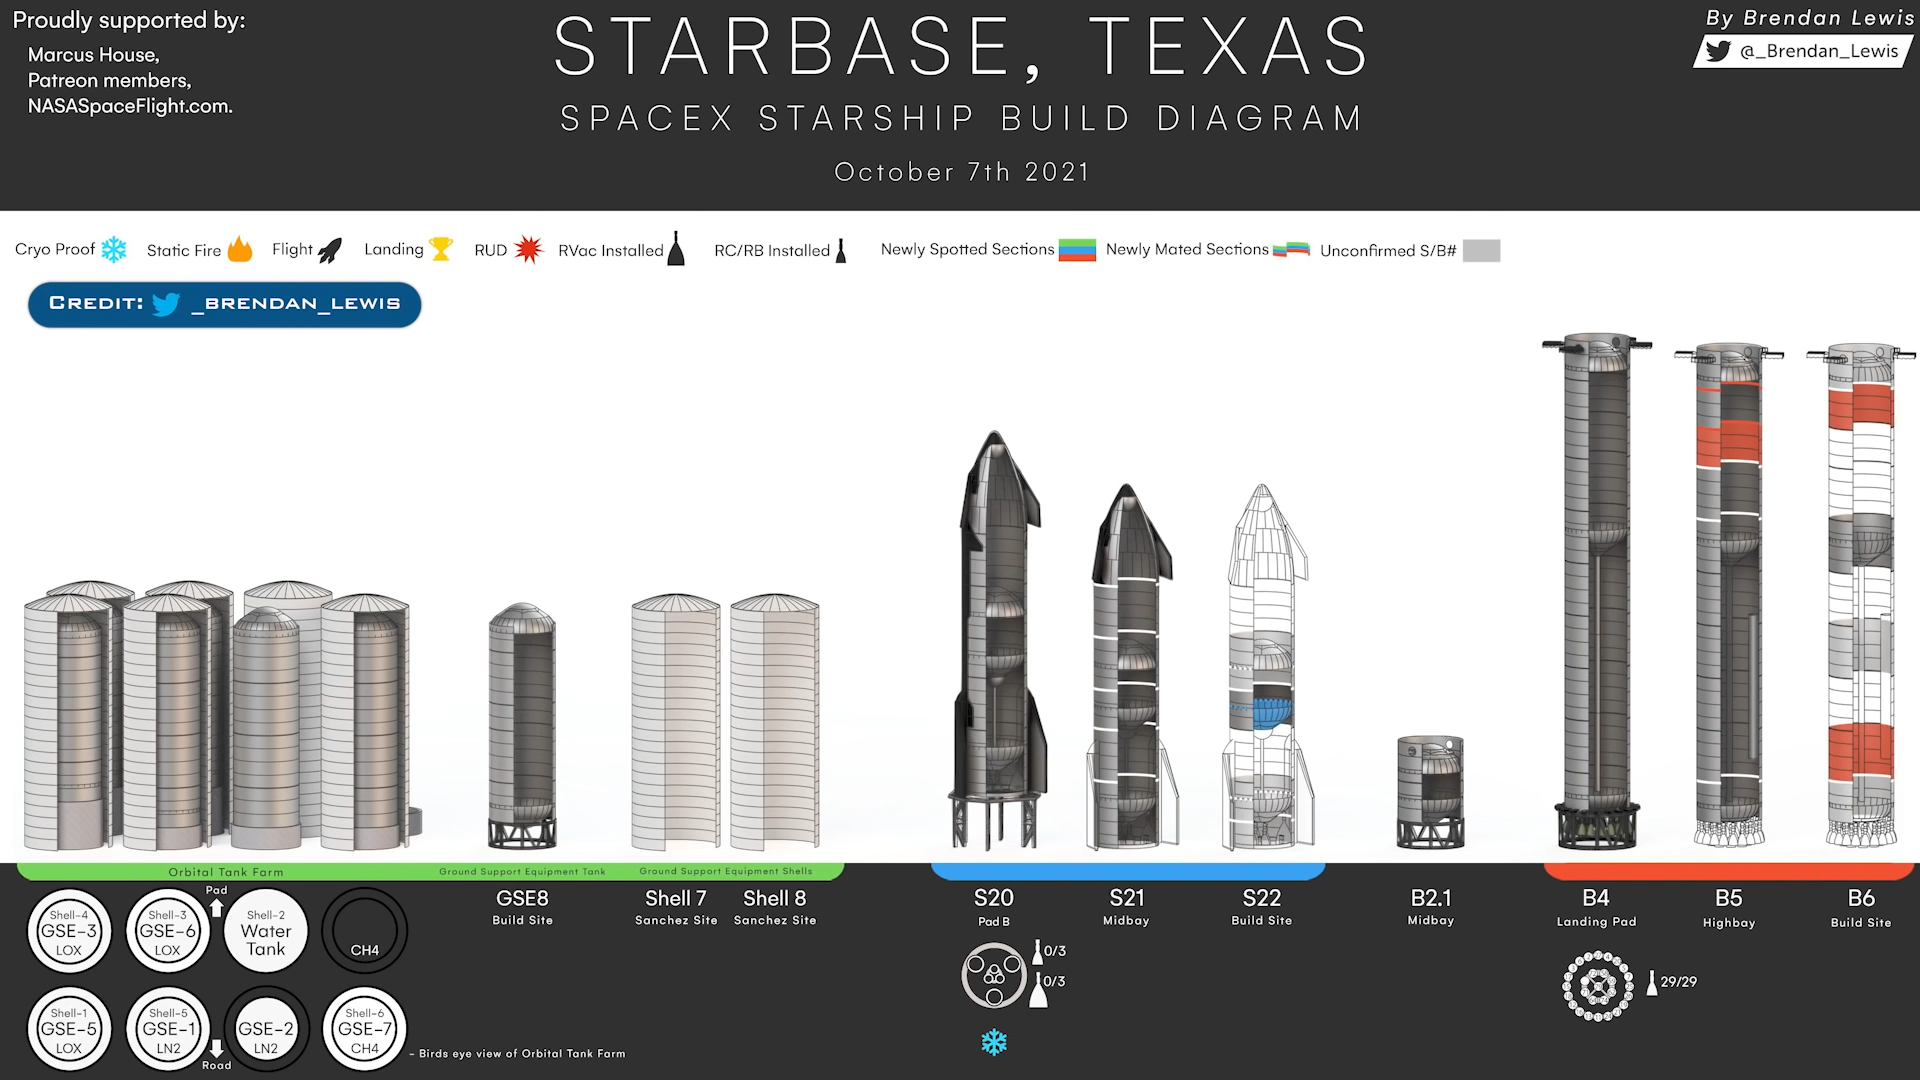 Proudly supported by:
Marcus House,
Patreon members,
NASASpaceFlight.com.
STARBASE, TEXAS
SPACEX STARSHIP BUILD DIAGRAM
October 7th 2021
By Brendan Lewis
@_Brendan_Lewis
Cryo Proof Static Fire Flight Landing RUD RVac Installed RC/RB Installed Newly Spotted Sections Newly Mated Sections Unconfirmed S/B#
CREDIT: _BRENDAN_LEWIS
Orbital Tank Farm Ground Support Equipment Tank Ground Support Equipment Shells
GSE8
Build Site
Shell 7
Sanchez Site
Shell 8
Sanchez Site
S20
Pad B
0/3
0/3
S21
Midbay
S22
Build Site
B2.1
Midbay
B4
Landing Pad
29/29
B5
Highbay
B6
Build Site
Pad
Shell-4
GSE-3
LOX
Shell-3
GSE-6
LOX
Shell-2
Water
Tank
CH4
Shell-1
GSE-5
LOX
Shell-5
GSE-1
LN2
GSE-2
LN2
Shell-6
GSE-7
CH4
Road
- Birds eye view of Orbital Tank Farm